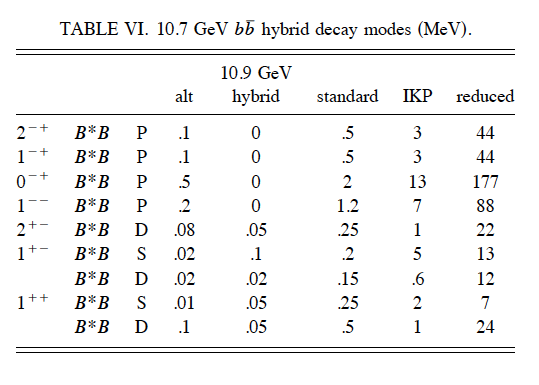 TABLE VI. 10.7 GeV bb̄ hybrid decay modes (MeV).
10.9 GeV
alt hybrid standard IKP reduced
2⁻⁺ B*B P .1 0 .5 3 44
1⁻⁺ B*B P .1 0 .5 3 44
0⁻⁺ B*B P .5 0 2 13 177
1⁻⁻ B*B P .2 0 1.2 7 88
2⁺⁻ B*B D .08 .05 .25 1 22
1⁺⁻ B*B S .02 .1 .2 5 13
B*B D .02 .02 .15 .6 12
1⁺⁺ B*B S .01 .05 .25 2 7
B*B D .1 .05 .5 1 24